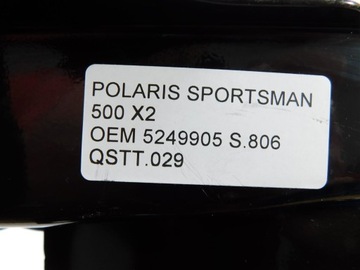 POLARIS SPORTSMAN
500 X2
OEM 5249905 S.806
QSTT.029